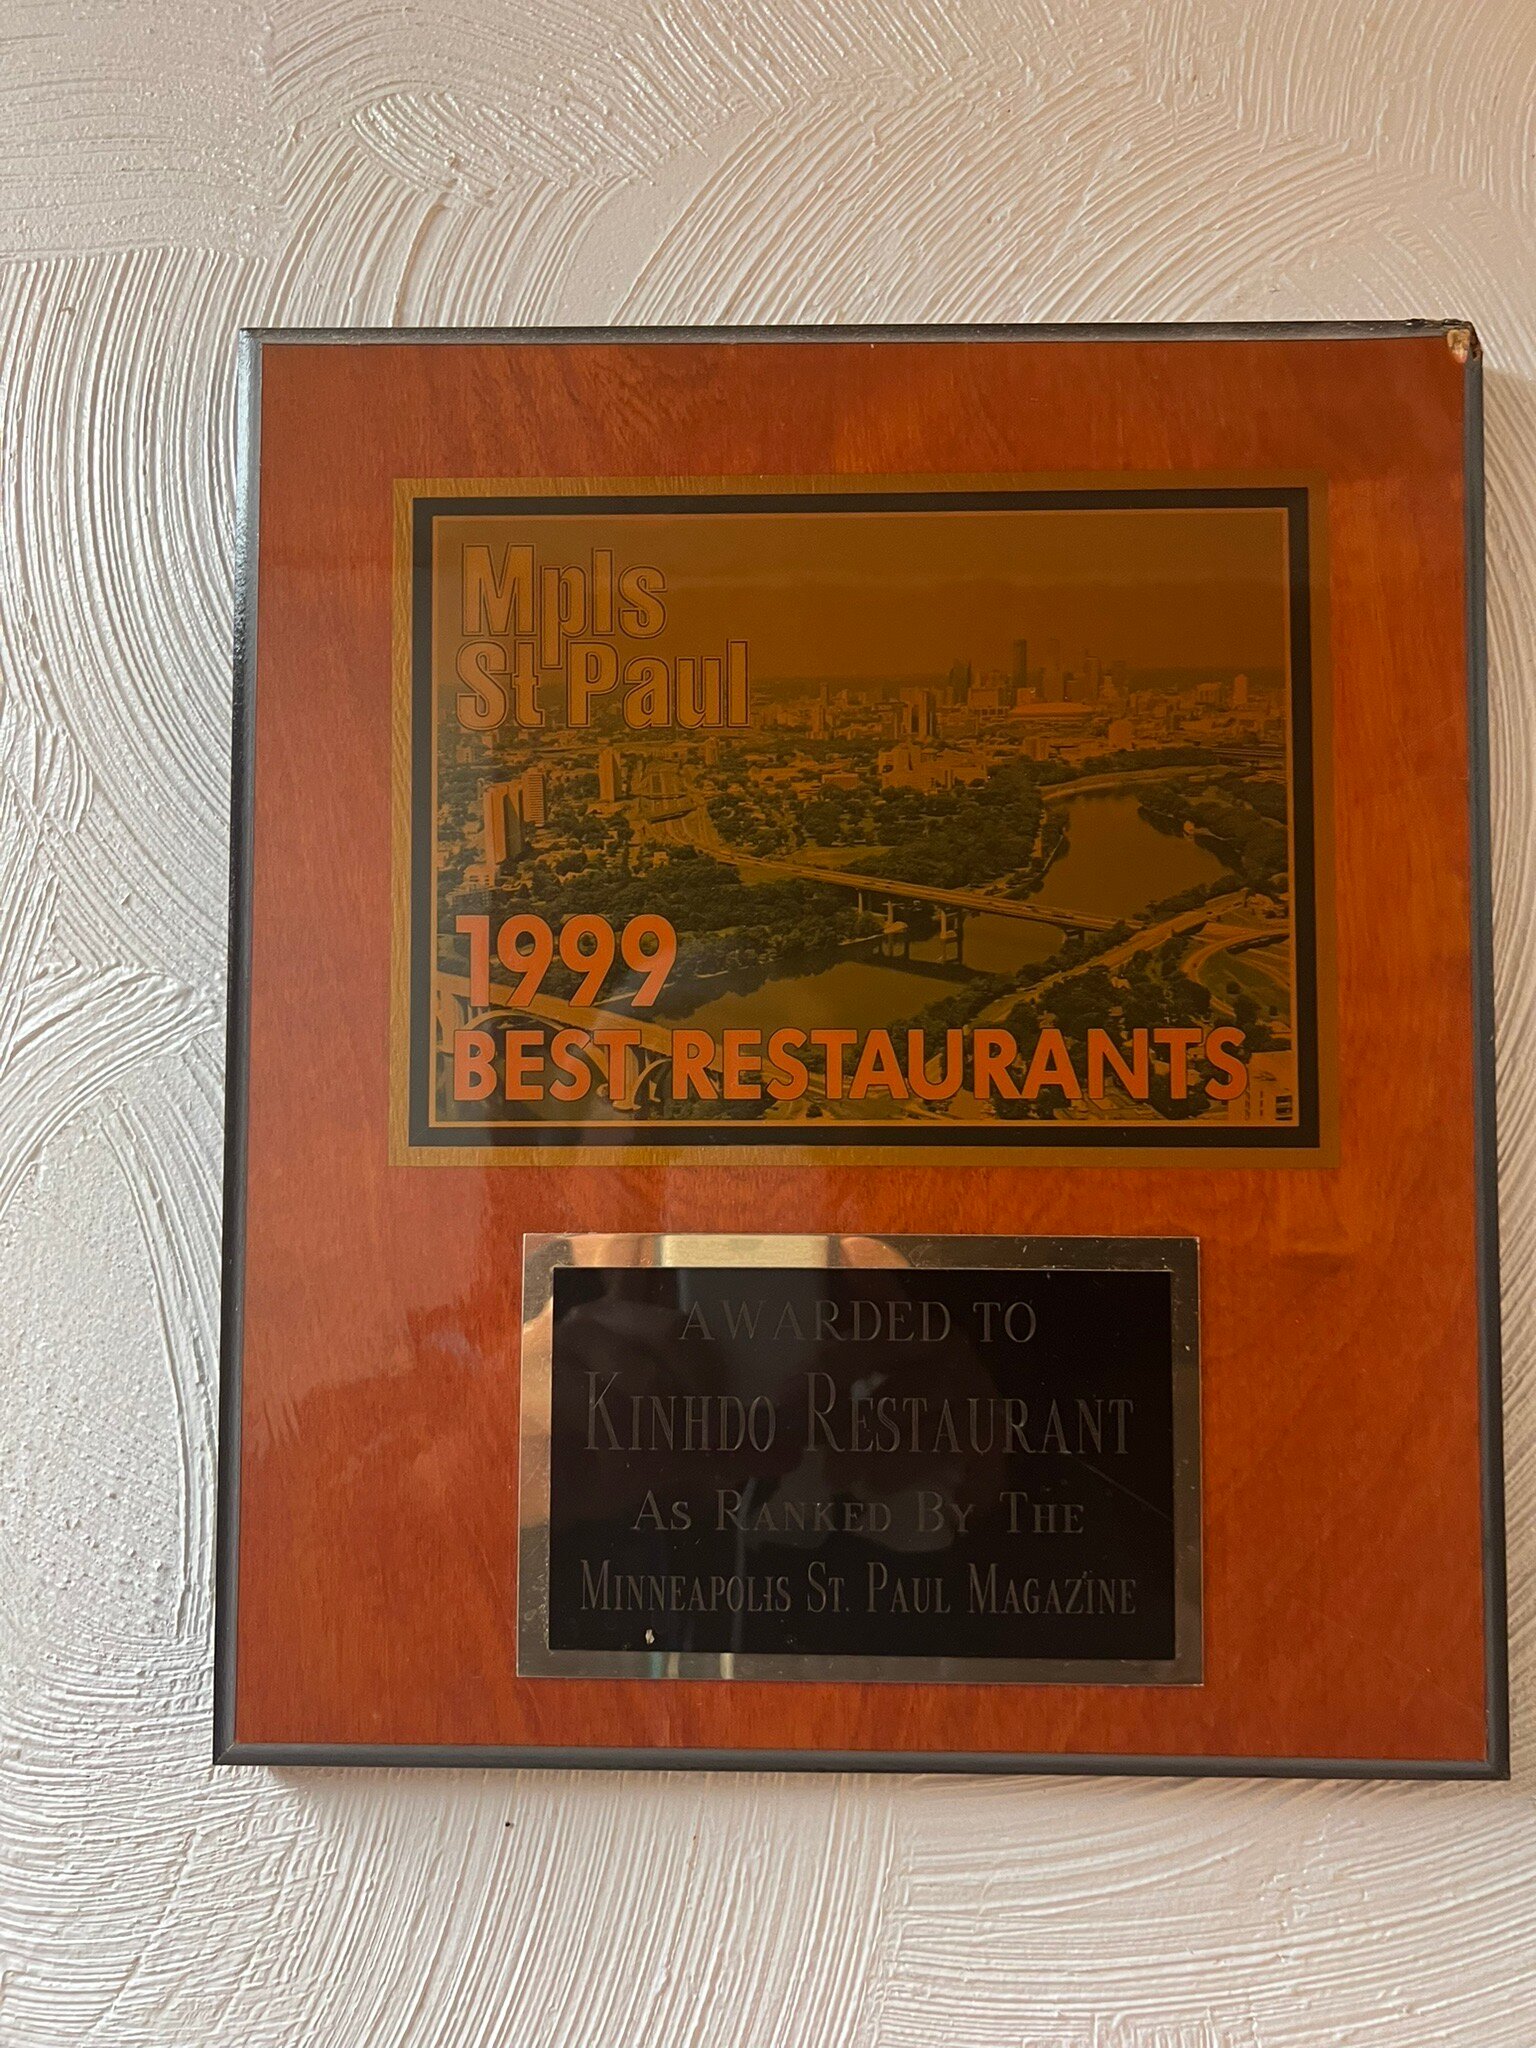 Mpls
St Paul
1999
BEST RESTAURANTS
AWARDED TO
KINHDO RESTAURANT
AS RANKED BY THE
MINNEAPOLIS ST. PAUL MAGAZINE